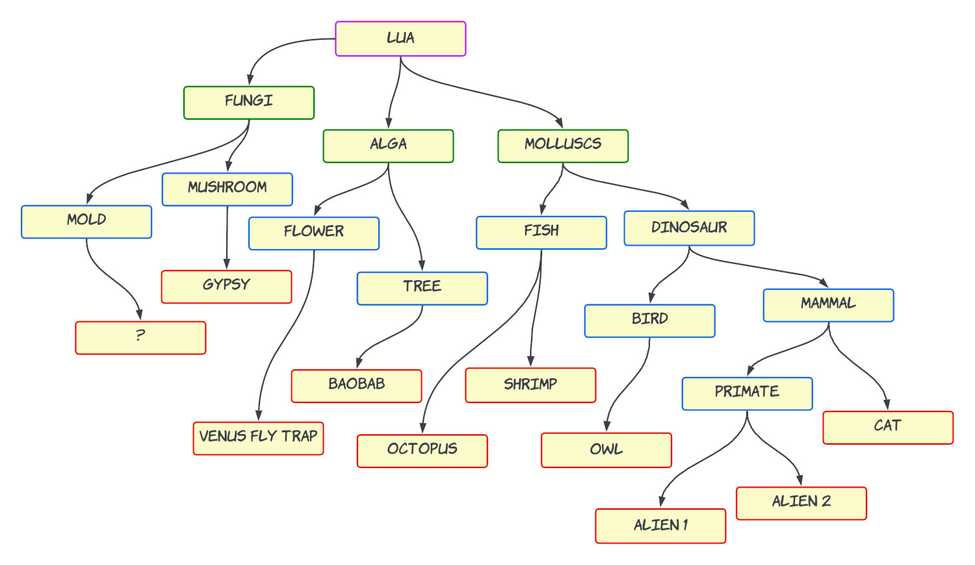 LUA
FUNGI
ALGA
MOLLUSCS
MUSHROOM
MOLD
FLOWER
FISH
DINOSAUR
GYPSY
TREE
MAMMAL
BIRD
?
BAOBAB
SHRIMP
PRIMATE
VENUS FLY TRAP
OCTOPUS
OWL
CAT
ALIEN 2
ALIEN 1